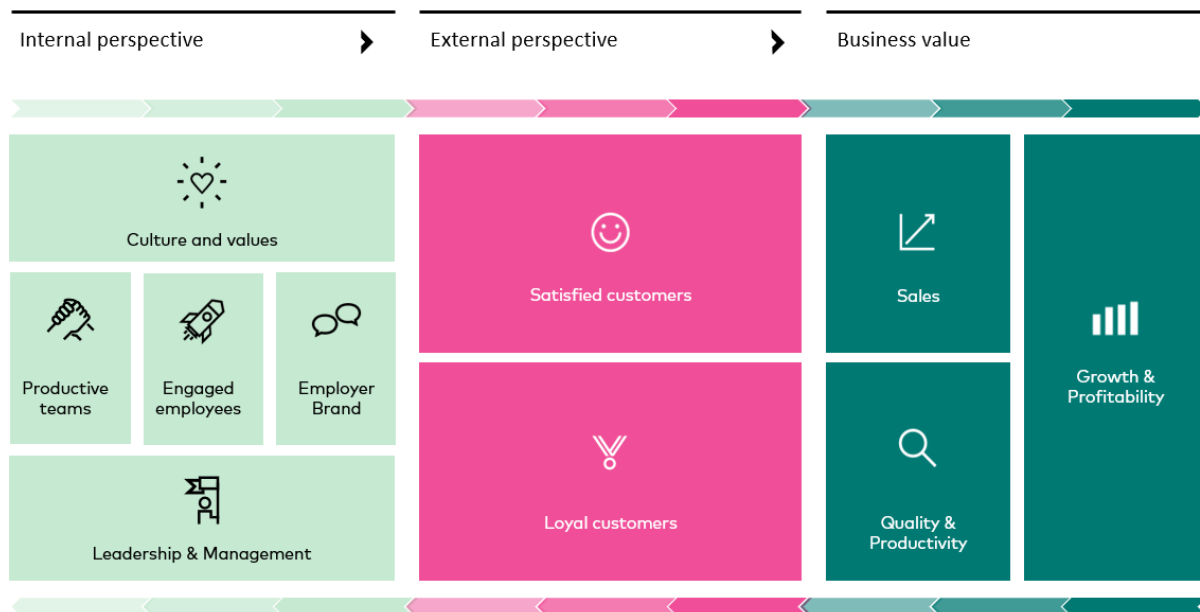 Internal perspective
External perspective
Business value
Culture and values
Productive
teams
Engaged
employees
Employer
Brand
Leadership & Management
Satisfied customers
Loyal customers
Sales
Quality &
Productivity
Growth &
Profitability